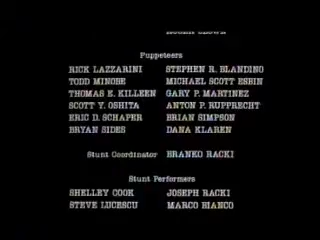 Puppeteers
RICK LAZZARINI STEPHEN R. BLANDINO
TODD MINOBE MICHAEL SCOTT ESBIN
THOMAS E. KILLEEN GARY P. MARTINEZ
SCOTT Y. OSHITA ANTON P. RUPPRECHT
ERIC D. SCHAPER BRIAN SIMPSON
BRYAN SIDES DANA KLAREN
Stunt Coordinator BRANKO RACKI
Stunt Performers
SHELLEY COOK JOSEPH RACKI
STEVE LUCESCU MARCO BIANCO